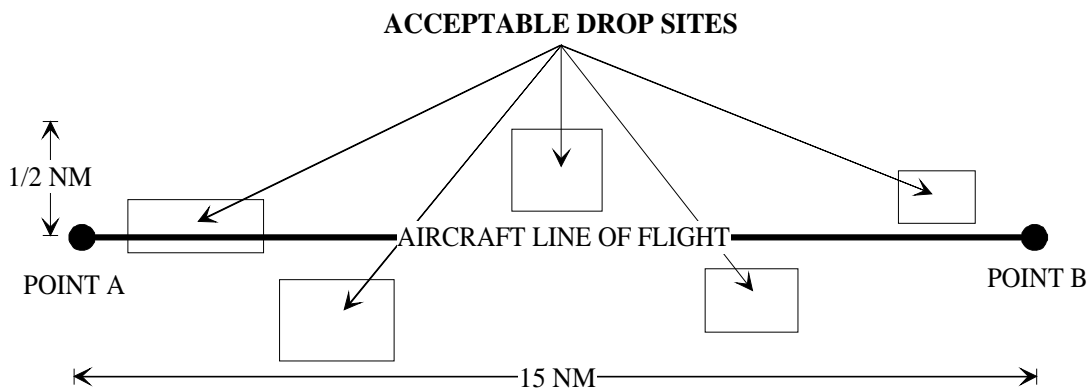 ACCEPTABLE DROP SITES
1/2 NM
AIRCRAFT LINE OF FLIGHT
POINT A
POINT B
15 NM